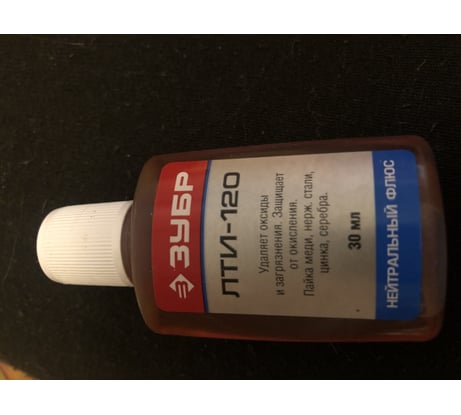 ЗУБР
ЛТИ-120
Удаляет оксиды
и загрязнения. Защищает
от окисления.
Пайка меди, нерж. стали,
цинка, серебра.
30 мл
НЕЙТРАЛЬНЫЙ ФЛЮС